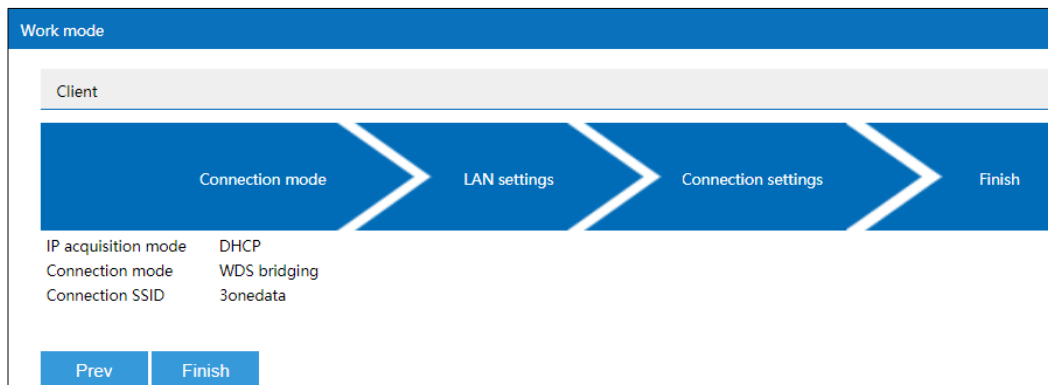 Work mode
Client
Connection mode LAN settings Connection settings Finish
IP acquisition mode DHCP
Connection mode WDS bridging
Connection SSID 3onedata
Prev Finish